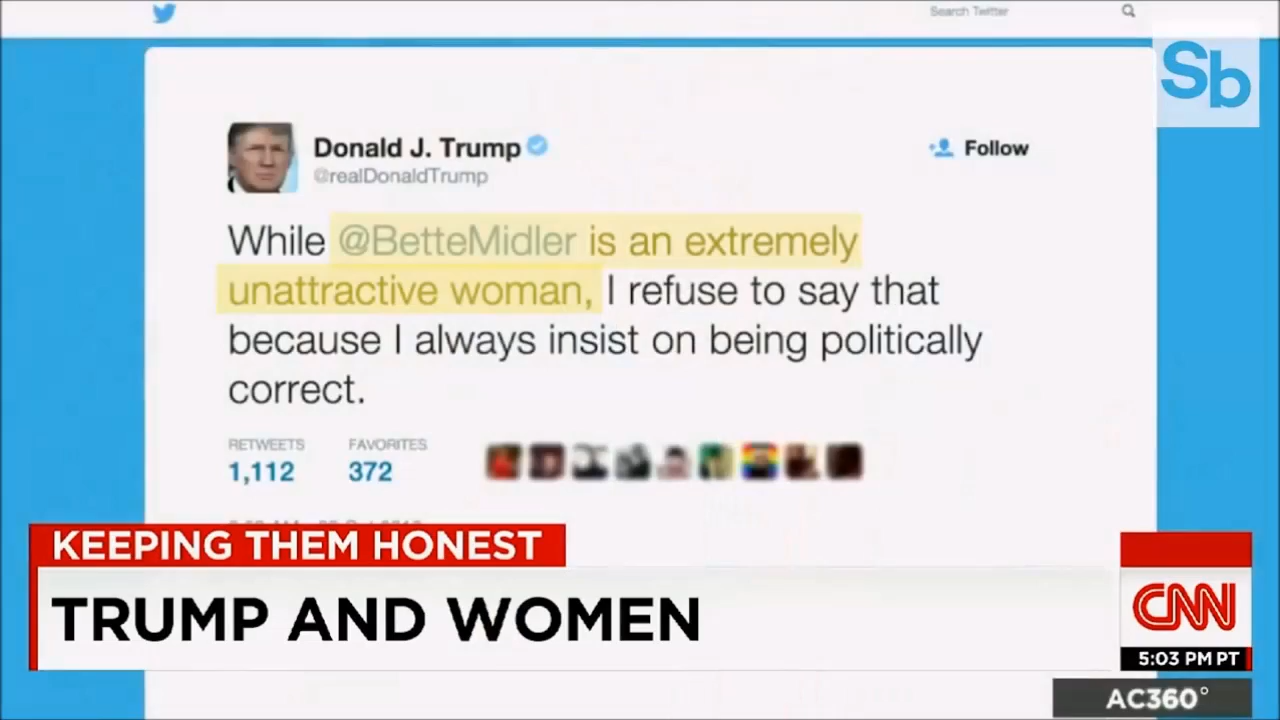 Search Twitter
Sb
Donald J. Trump
@realDonaldTrump
Follow
While @BetteMidler is an extremely
unattractive woman, I refuse to say that
because I always insist on being politically
correct.
RETWEETS FAVORITES
1,112 372
KEEPING THEM HONEST
TRUMP AND WOMEN
CNN
5:03 PM PT
AC360°